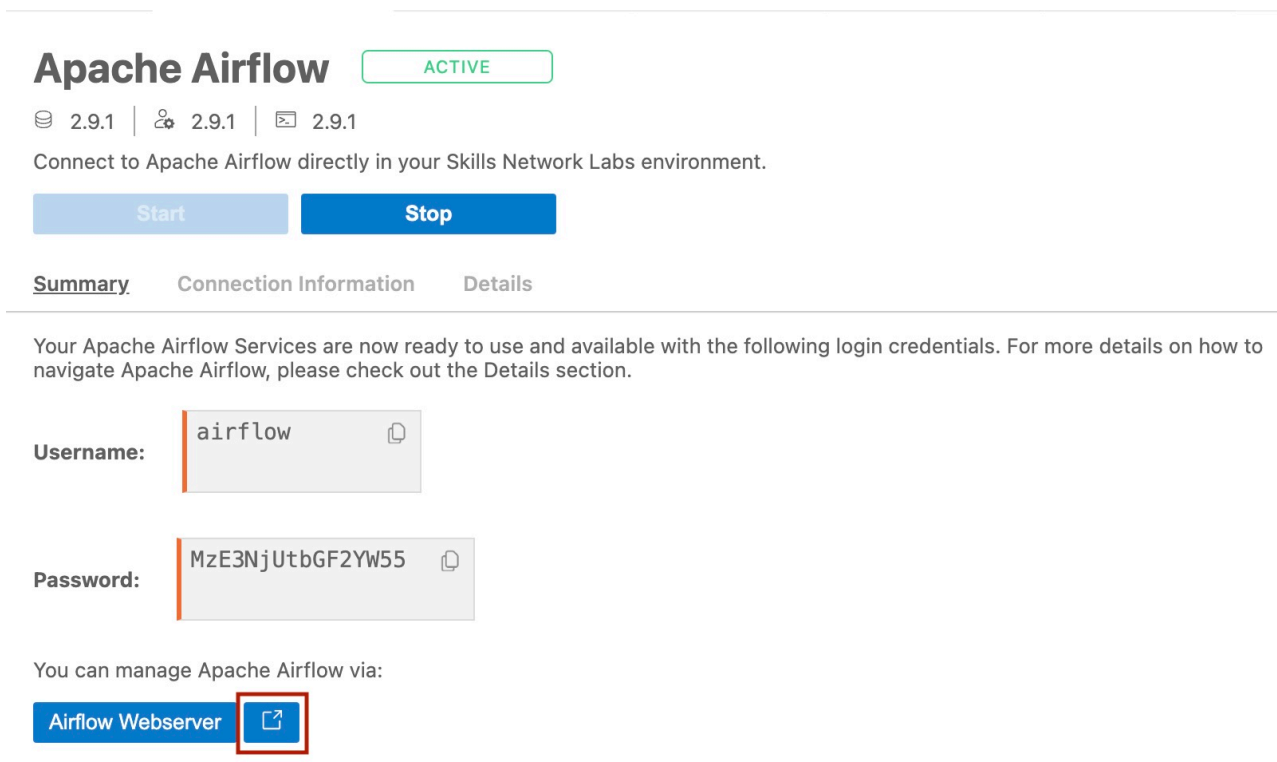 Apache Airflow ACTIVE
2.9.1 2.9.1 2.9.1
Connect to Apache Airflow directly in your Skills Network Labs environment.
Start Stop
Summary Connection Information Details
Your Apache Airflow Services are now ready to use and available with the following login credentials. For more details on how to
navigate Apache Airflow, please check out the Details section.
Username: airflow
Password: MzE3NjUtbGF2YW55
You can manage Apache Airflow via:
Airflow Webserver